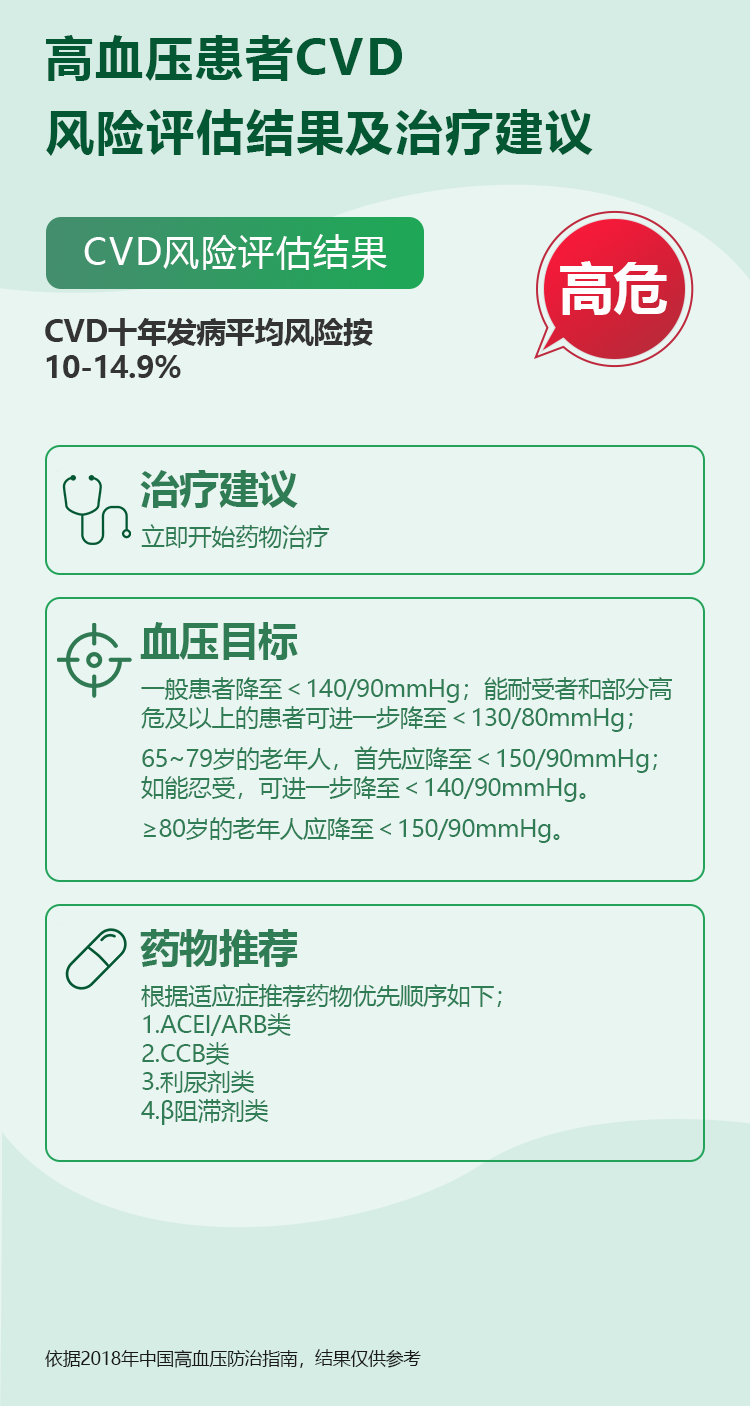 高血压患者CVD
风险评估结果及治疗建议
CVD风险评估结果
高危
CVD十年发病平均风险按
10-14.9%
治疗建议
立即开始药物治疗
血压目标
一般患者降至＜140/90mmHg；能耐受者和部分高
危及以上的患者可进一步降至＜130/80mmHg；
65~79岁的老年人，首先应降至＜150/90mmHg；
如能忍受，可进一步降至＜140/90mmHg。
≥80岁的老年人应降至＜150/90mmHg。
药物推荐
根据适应症推荐药物优先顺序如下；
1.ACEI/ARB类
2.CCB类
3.利尿剂类
4.β阻滞剂类
依据2018年中国高血压防治指南，结果仅供参考